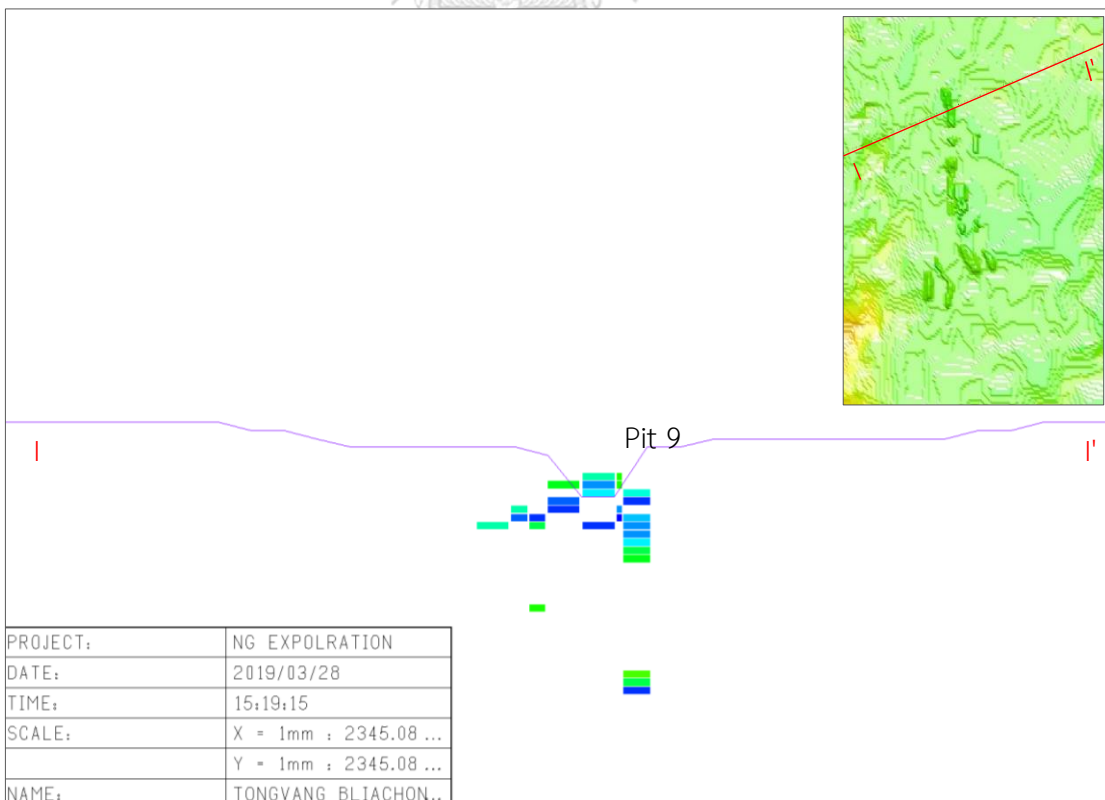 I'
I
Pit 9
I
I'
PROJECT: NG EXPOLRATION
DATE: 2019/03/28
TIME: 15:19:15
SCALE: X = 1mm : 2345.08 ...
Y = 1mm : 2345.08 ...
NAME: TONGVANG BLIACHON...